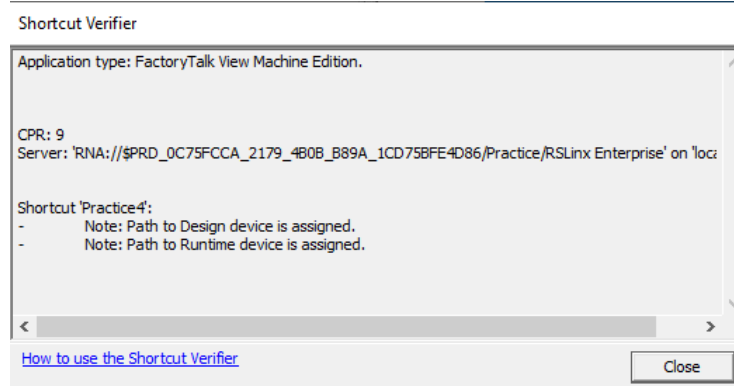 Shortcut Verifier
Application type: FactoryTalk View Machine Edition.
CPR: 9
Server: 'RNA://$PRD_0C75FCCA_2179_4B0B_B89A_1CD75BFE4D86/Practice/RSLinx Enterprise' on 'loca
Shortcut 'Practice4':
- Note: Path to Design device is assigned.
- Note: Path to Runtime device is assigned.
How to use the Shortcut Verifier
Close